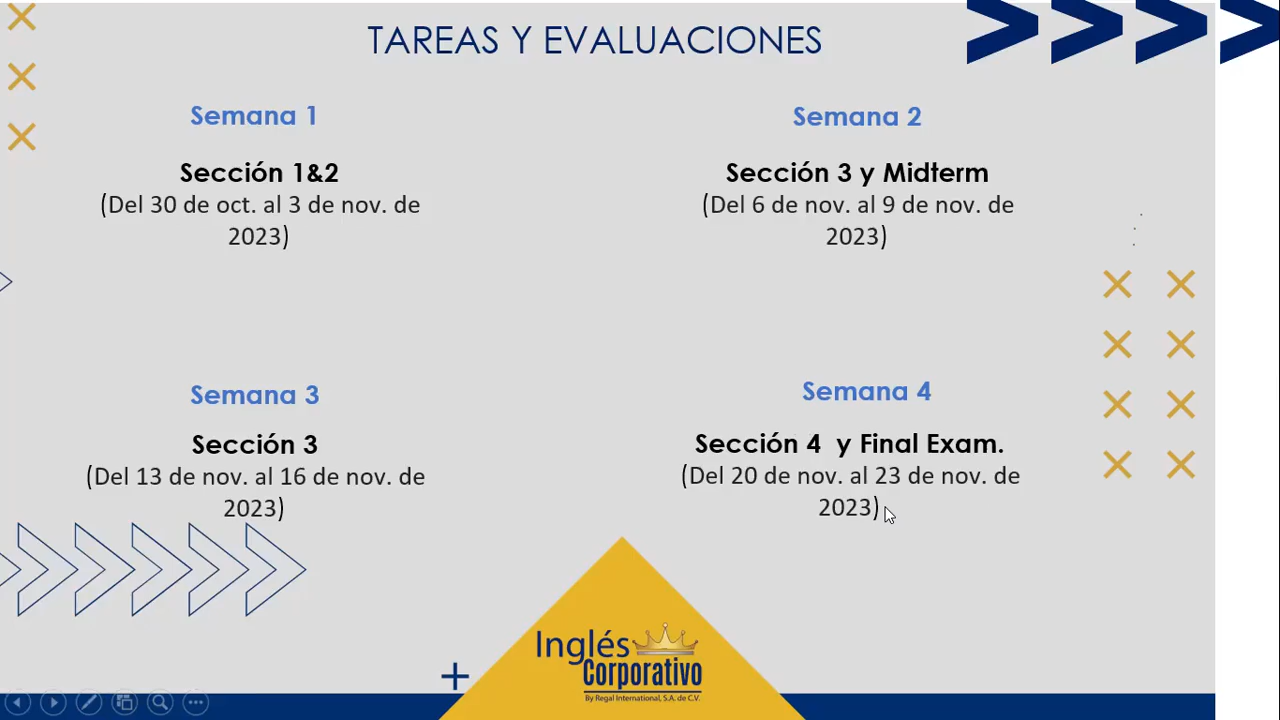 TAREAS Y EVALUACIONES
Semana 1
Sección 1&2
(Del 30 de oct. al 3 de nov. de
2023)
Semana 2
Sección 3 y Midterm
(Del 6 de nov. al 9 de nov. de
2023)
Semana 3
Sección 3
(Del 13 de nov. al 16 de nov. de
2023)
Semana 4
Sección 4 y Final Exam.
(Del 20 de nov. al 23 de nov. de
2023)
Inglés
Corporativo
By Regal International, S.A. de C.V.